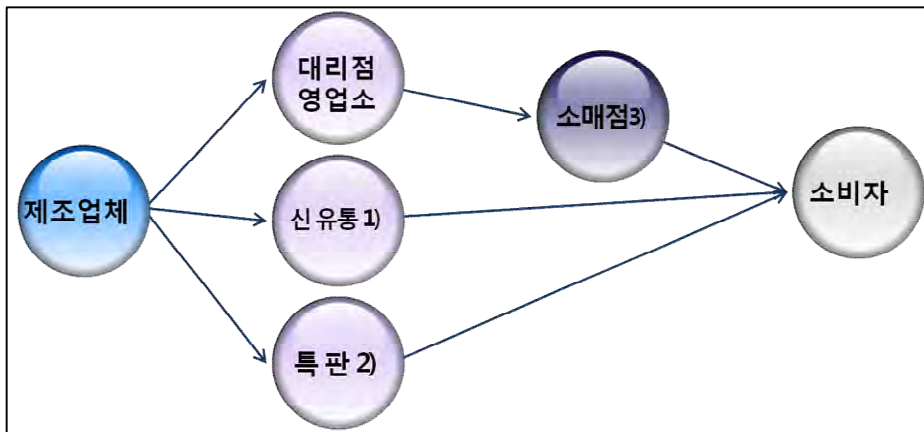 대리점
영업소
소매점3)
제조업체
신유통 1)
소비자
특판 2)